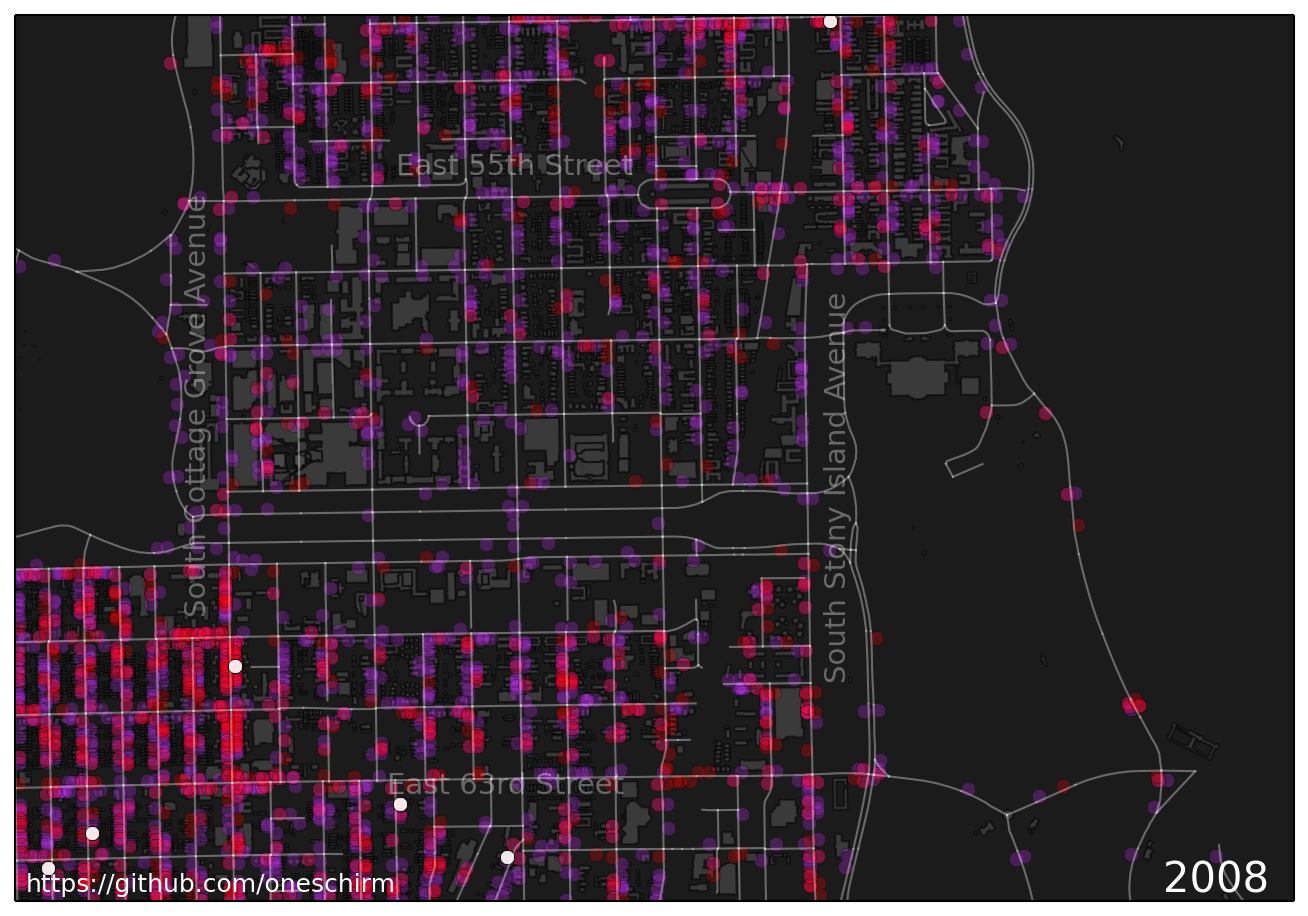 East 55th Street
South Cottage Grove Avenue
South Stony Island Avenue
East 63rd Street
https://github.com/oneschirm
2008